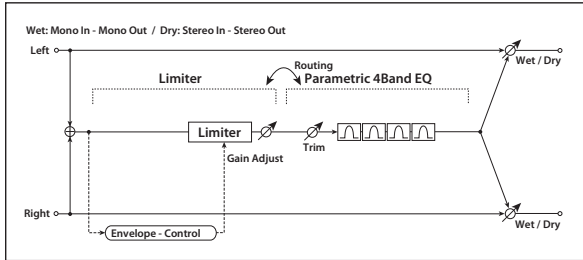 Wet: Mono In - Mono Out / Dry: Stereo In - Stereo Out
Left
Wet / Dry
Routing
Limiter
Parametric 4Band EQ
Limiter
Gain Adjust
Trim
Right
Wet / Dry
Envelope - Control